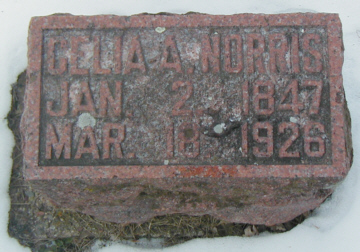 CELIA A. NORRIS
JAN. 2, 1847
MAR. 18 1926